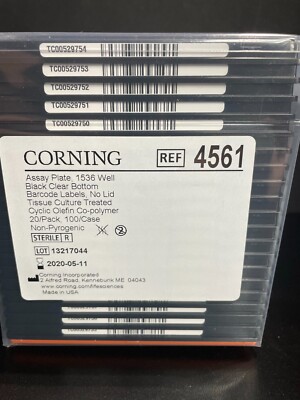 TC00529754
TC00529753
TC00529752
TC00529751
TC00529750
CORNING
REF 4561
Assay Plate, 1536 Well
Black Clear Bottom
Barcode Labels, No Lid
Tissue Culture Treated
Cyclic Olefin Co-polymer
20/Pack, 100/Case
Non-Pyrogenic
STERILE R
LOT 13217044
2020-05-11
Corning Incorporated
2 Alfred Road, Kennebunk ME 04043
www.corning.com/lifesciences
Made in USA